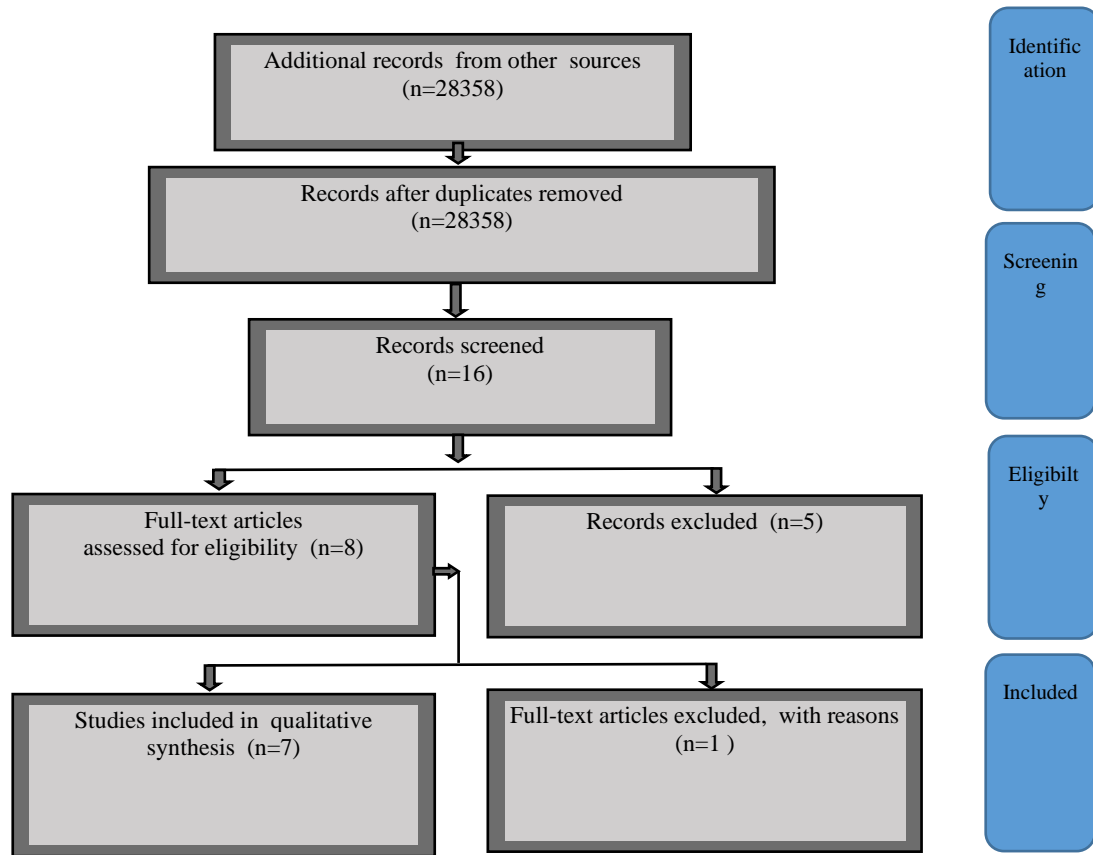 Additional records from other sources
(n=28358)
Identific
ation
Records after duplicates removed
(n=28358)
Screenin
g
Records screened
(n=16)
Full-text articles
assessed for eligibility (n=8)
Records excluded (n=5)
Eligibilt
y
Studies included in qualitative
synthesis (n=7)
Full-text articles excluded, with reasons
(n=1 )
Included